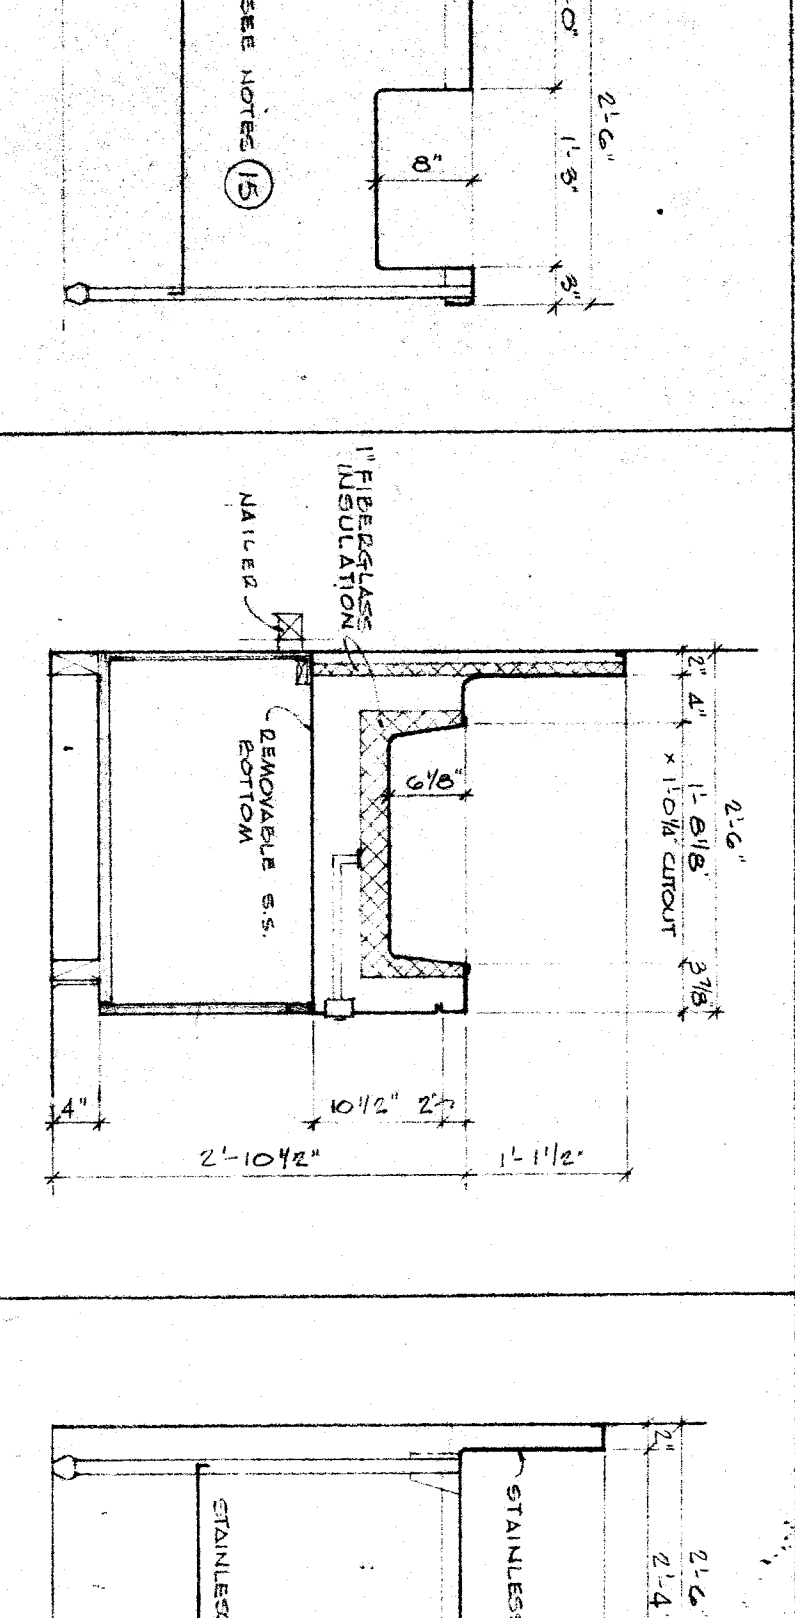 SEE NOTES 15
8"
0"
1'-3"
3"
2'-6"
1" FIBERGLASS
INSULATION
NAILER
REMOVABLE S.S.
BOTTOM
6 1/8"
2"
4"
1'-8 1/8"
3 7/8"
x 1'-0 1/4" CUTOUT
2'-6"
4"
10 1/2"
2"
2'-10 1/2"
1'-1 1/2"
STAINLESS
STAINLESS
2"
2'-4
2'-6